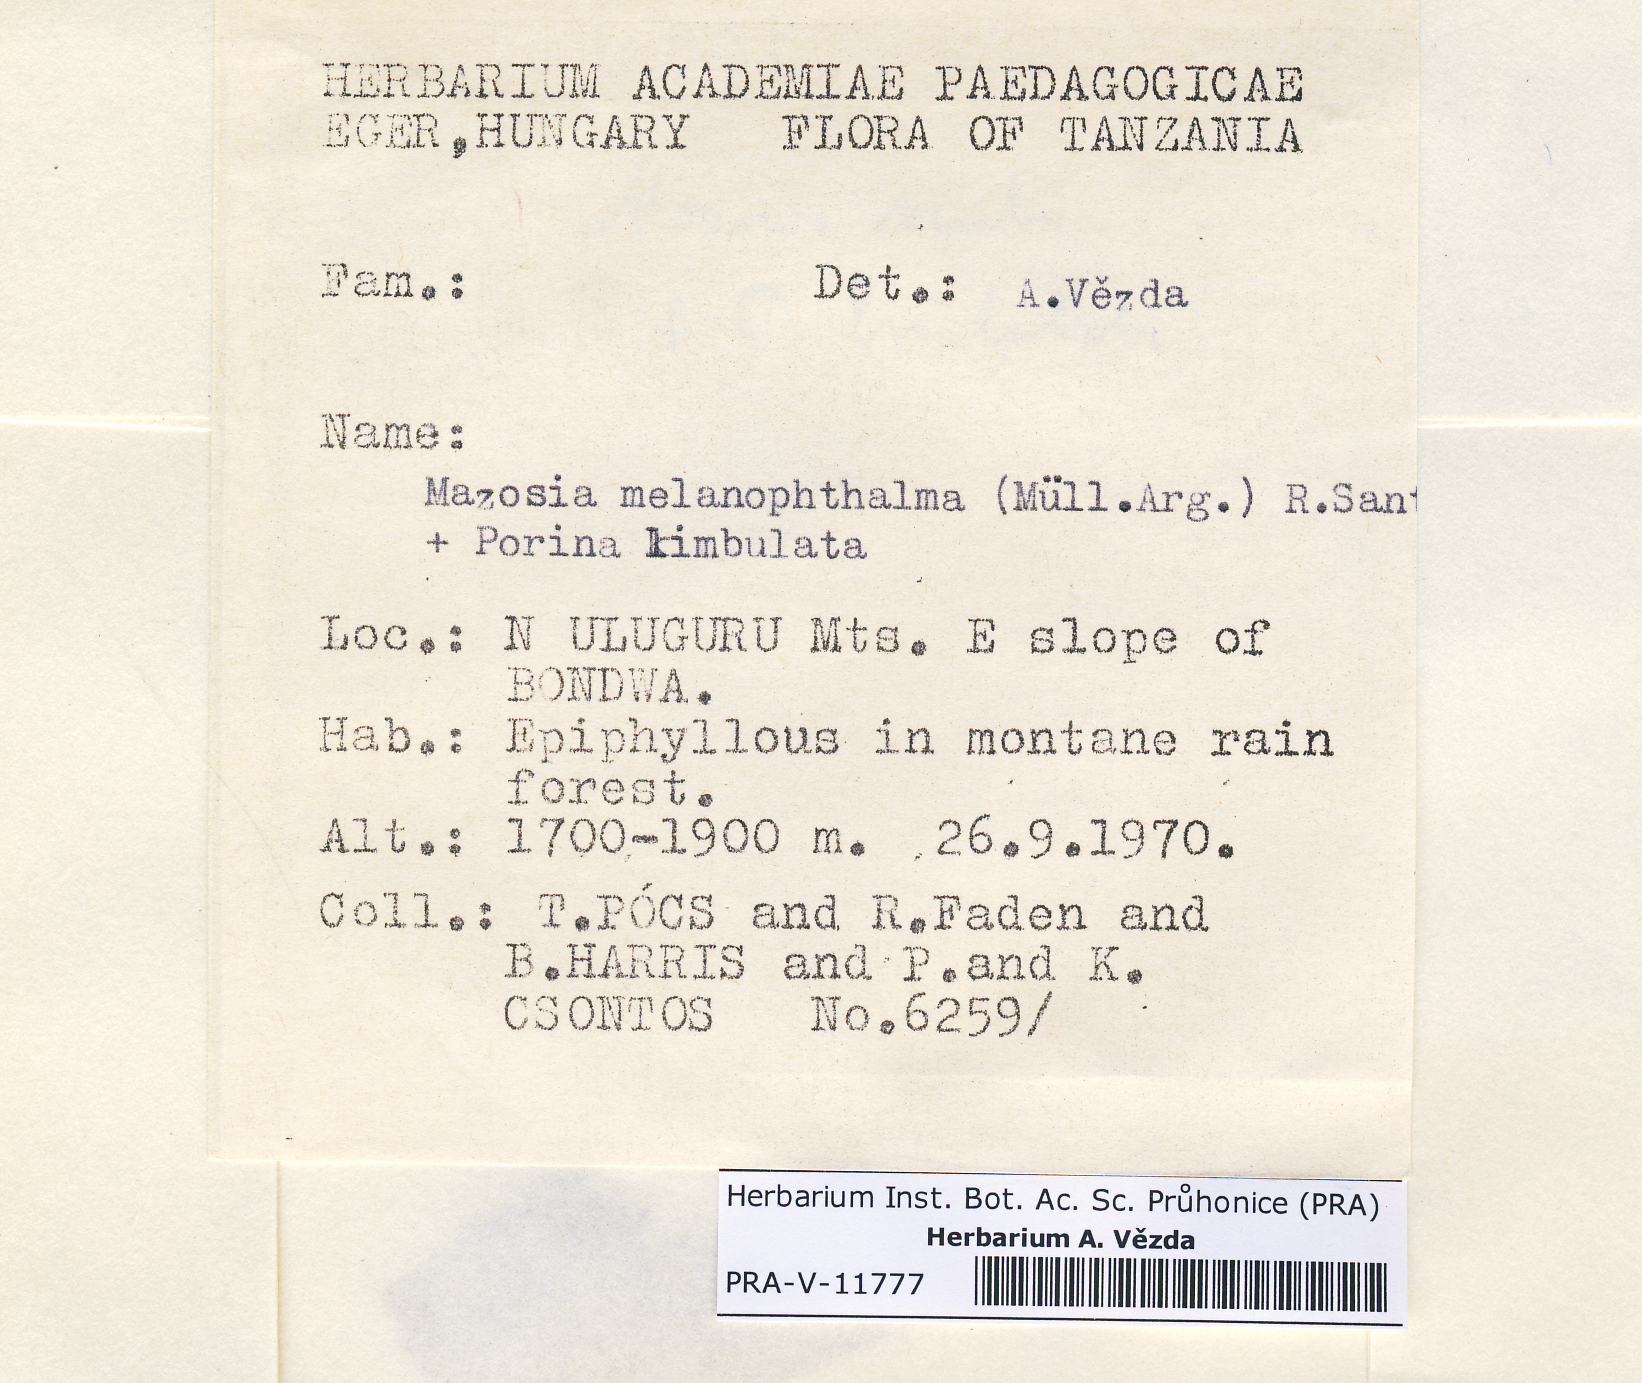 HERBARIUM ACADEMIAE PAEDAGOGICAE
EGER,HUNGARY FLORA OF TANZANIA
Fam.: Det.: A.Vězda
Name:
Mazosia melanophthalma (Müll.Arg.) R.Sant
+ Porina limbulata
Loc.: N ULUGURU Mts. E slope of
BONDWA.
Hab.: Epiphyllous in montane rain
forest.
Alt.: 1700-1900 m. 26.9.1970.
Coll.: T.PÓCS and R.Faden and
B.HARRIS and P.and K.
CSONTOS No.6259/
Herbarium Inst. Bot. Ac. Sc. Průhonice (PRA)
Herbarium A. Vězda
PRA-V-11777